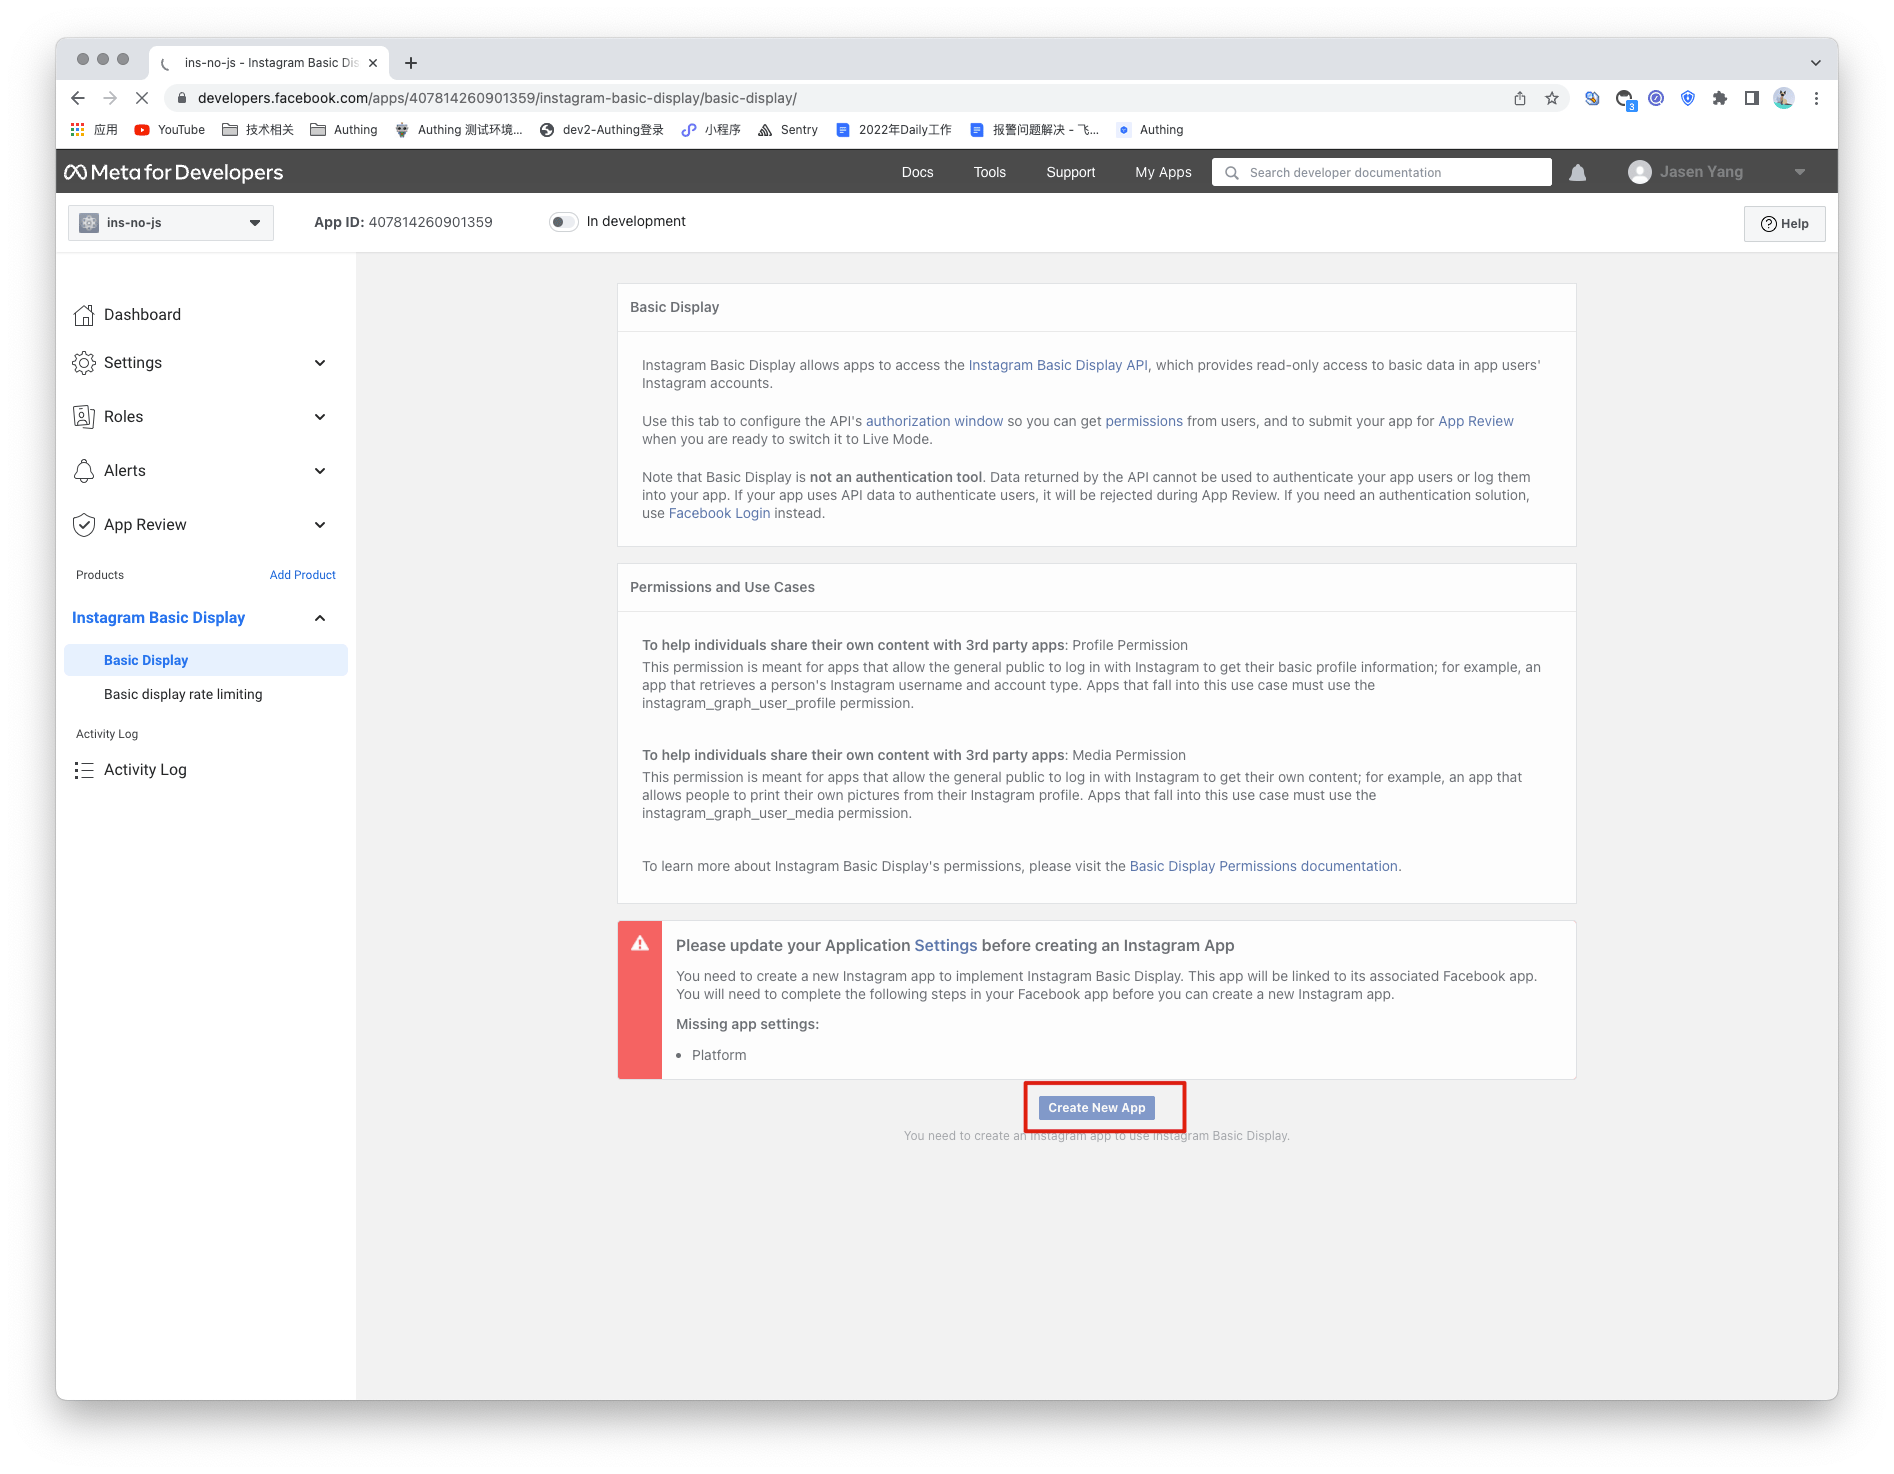 ins-no-js - Instagram Basic Dis
developers.facebook.com/apps/407814260901359/instagram-basic-display/basic-display/
3
应用 YouTube 技术相关 Authing Authing 测试环境... dev2-Authing登录 小程序 Sentry 2022年Daily工作 报警问题解决 - 飞... Authing
Meta for Developers Docs Tools Support My Apps Search developer documentation Jasen Yang
ins-no-js App ID: 407814260901359 In development Help
Dashboard
Settings
Roles
Alerts
App Review
Products Add Product
Instagram Basic Display
Basic Display
Basic display rate limiting
Activity Log
Activity Log
Basic Display
Instagram Basic Display allows apps to access the Instagram Basic Display API, which provides read-only access to basic data in app users'
Instagram accounts.
Use this tab to configure the API's authorization window so you can get permissions from users, and to submit your app for App Review
when you are ready to switch it to Live Mode.
Note that Basic Display is not an authentication tool. Data returned by the API cannot be used to authenticate your app users or log them
into your app. If your app uses API data to authenticate users, it will be rejected during App Review. If you need an authentication solution,
use Facebook Login instead.
Permissions and Use Cases
To help individuals share their own content with 3rd party apps: Profile Permission
This permission is meant for apps that allow the general public to log in with Instagram to get their basic profile information; for example, an
app that retrieves a person's Instagram username and account type. Apps that fall into this use case must use the
instagram_graph_user_profile permission.
To help individuals share their own content with 3rd party apps: Media Permission
This permission is meant for apps that allow the general public to log in with Instagram to get their own content; for example, an app that
allows people to print their own pictures from their Instagram profile. Apps that fall into this use case must use the
instagram_graph_user_media permission.
To learn more about Instagram Basic Display's permissions, please visit the Basic Display Permissions documentation.
Please update your Application Settings before creating an Instagram App
You need to create a new Instagram app to implement Instagram Basic Display. This app will be linked to its associated Facebook app.
You will need to complete the following steps in your Facebook app before you can create a new Instagram app.
Missing app settings:
• Platform
Create New App
You need to create an Instagram app to use Instagram Basic Display.